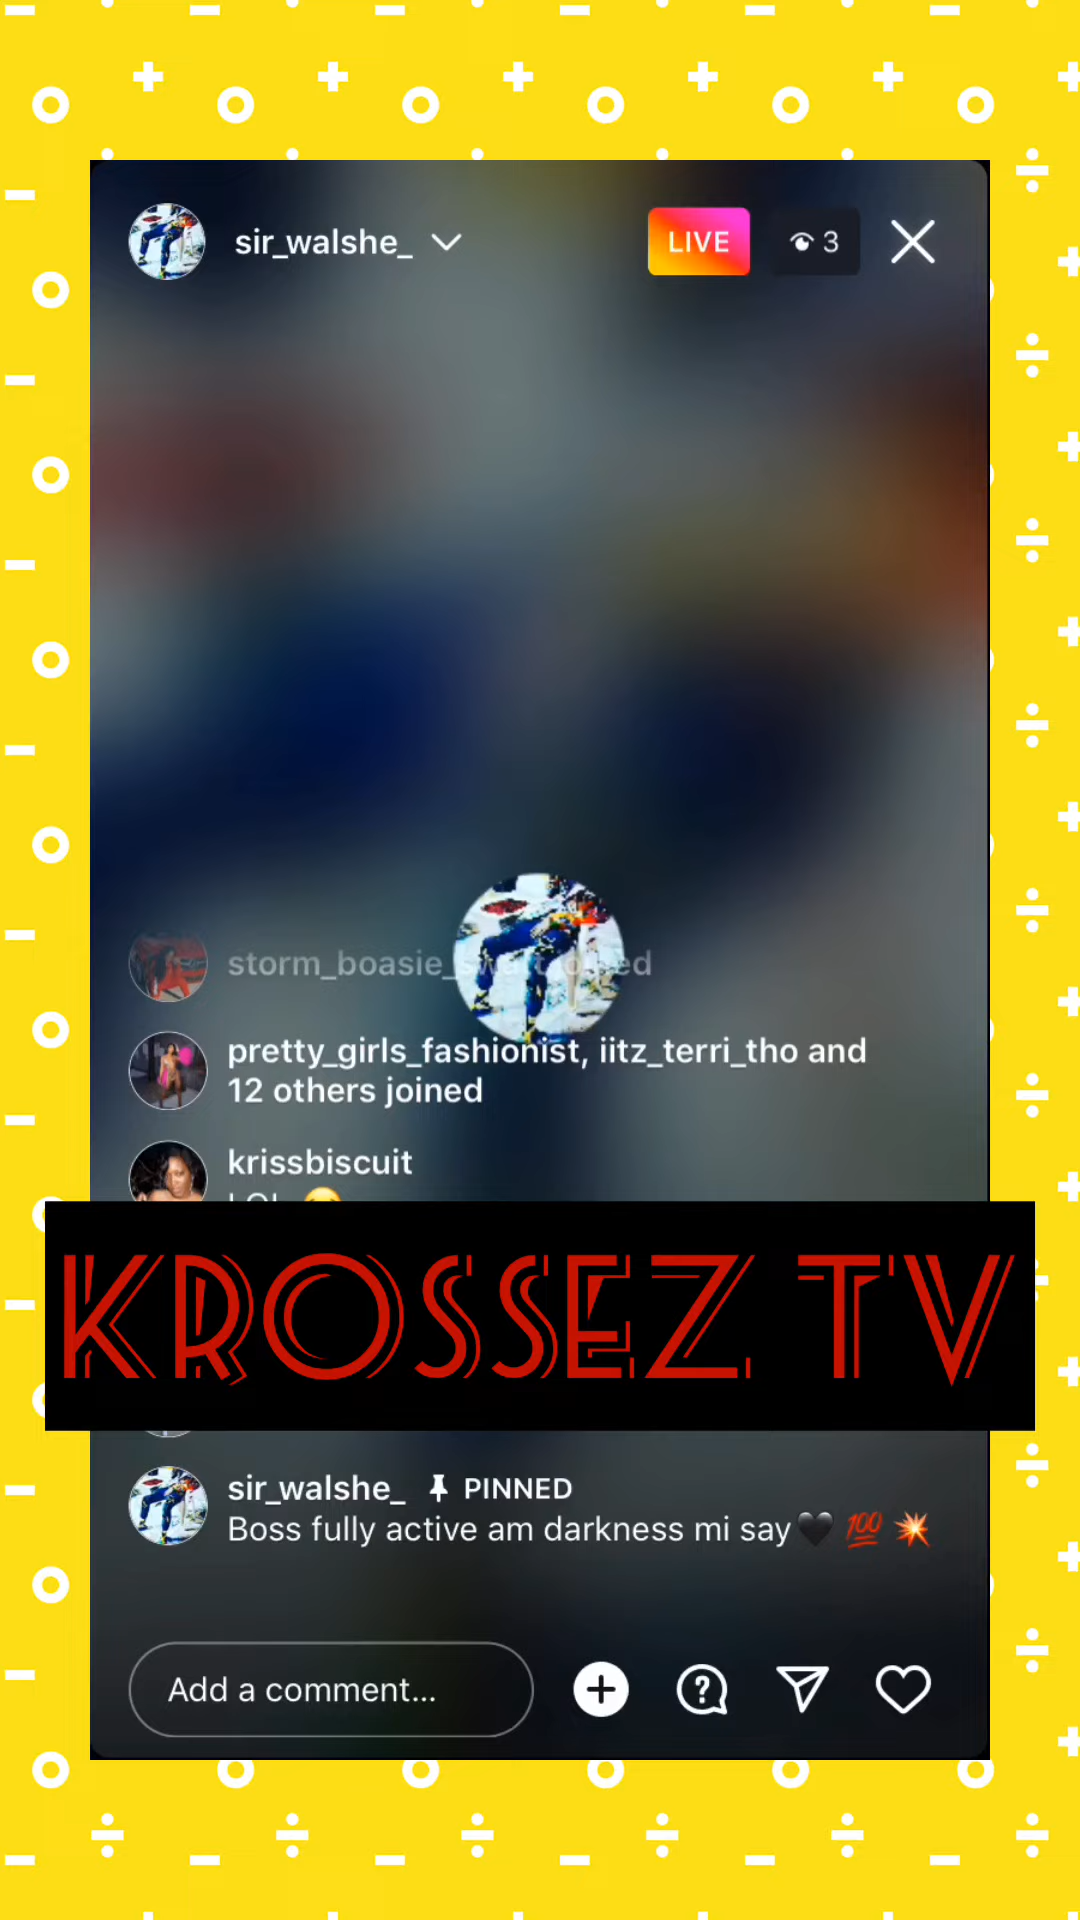 sir_walshe_
LIVE
3
storm_boasie_
pretty_girls_fashionist, iitz_terri_tho and
12 others joined
krissbiscuit
LOL
KROSSEZ TV
sir_walshe_ PINNED
Boss fully active am darkness mi say🖤 💯 💥
Add a comment...